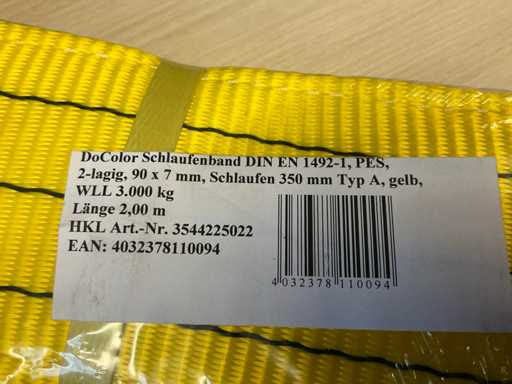 DoColor Schlaufenband DIN EN 1492-1, PES,
2-lagig, 90 x 7 mm, Schlaufen 350 mm Typ A, gelb,
WLL 3.000 kg
Länge 2,00 m
HKL Art.-Nr. 3544225022
EAN: 4032378110094
4 032378 110094